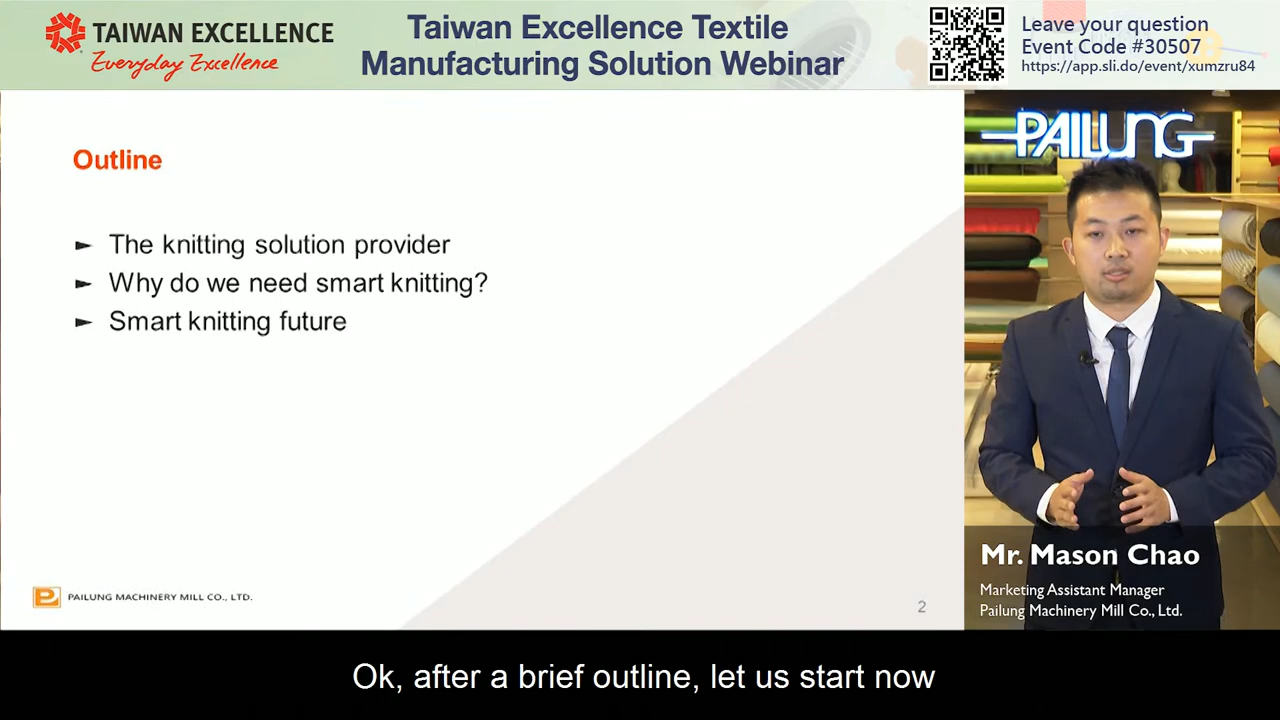 TAIWAN EXCELLENCE
Everyday Excellence
Taiwan Excellence Textile
Manufacturing Solution Webinar
Leave your question
Event Code #30507
https://app.sli.do/event/xumzru84
Outline
► The knitting solution provider
► Why do we need smart knitting?
► Smart knitting future
PAILUNG MACHINERY MILL CO., LTD.
2
PAILUNG
Mr. Mason Chao
Marketing Assistant Manager
Pailung Machinery Mill Co., Ltd.
Ok, after a brief outline, let us start now